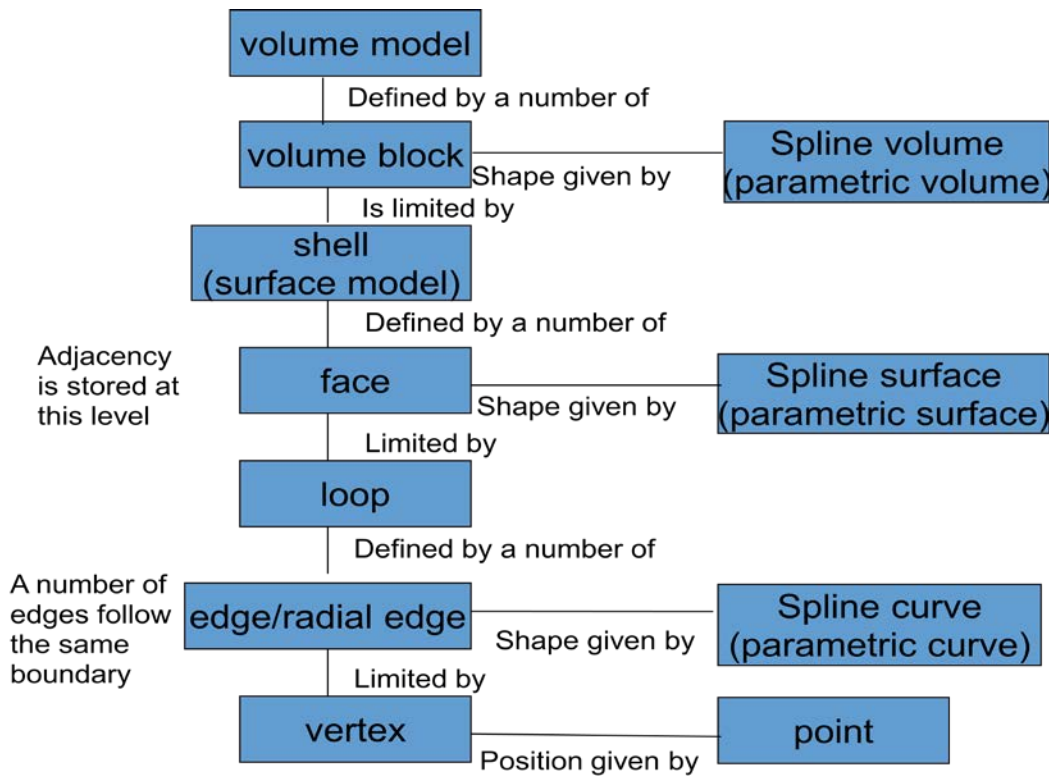 volume model
Defined by a number of
volume block
Shape given by
Spline volume
(parametric volume)
Is limited by
shell
(surface model)
Defined by a number of
Adjacency
is stored at
this level
face
Shape given by
Spline surface
(parametric surface)
Limited by
loop
Defined by a number of
A number of
edges follow
the same
boundary
edge/radial edge
Shape given by
Spline curve
(parametric curve)
Limited by
vertex
Position given by
point